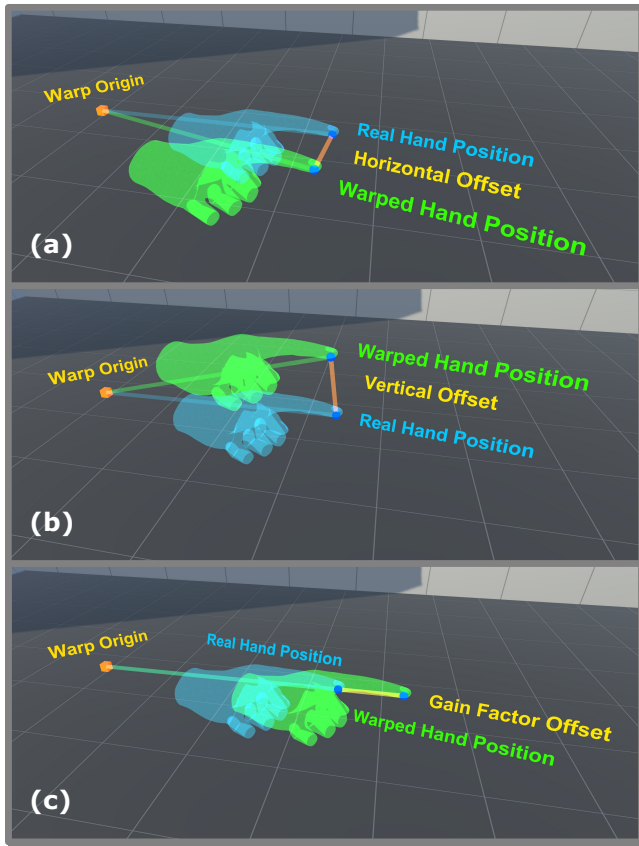 Warp Origin
Real Hand Position
Horizontal Offset
Warped Hand Position
(a)
Warp Origin
Warped Hand Position
Vertical Offset
Real Hand Position
(b)
Warp Origin
Real Hand Position
Gain Factor Offset
Warped Hand Position
(c)